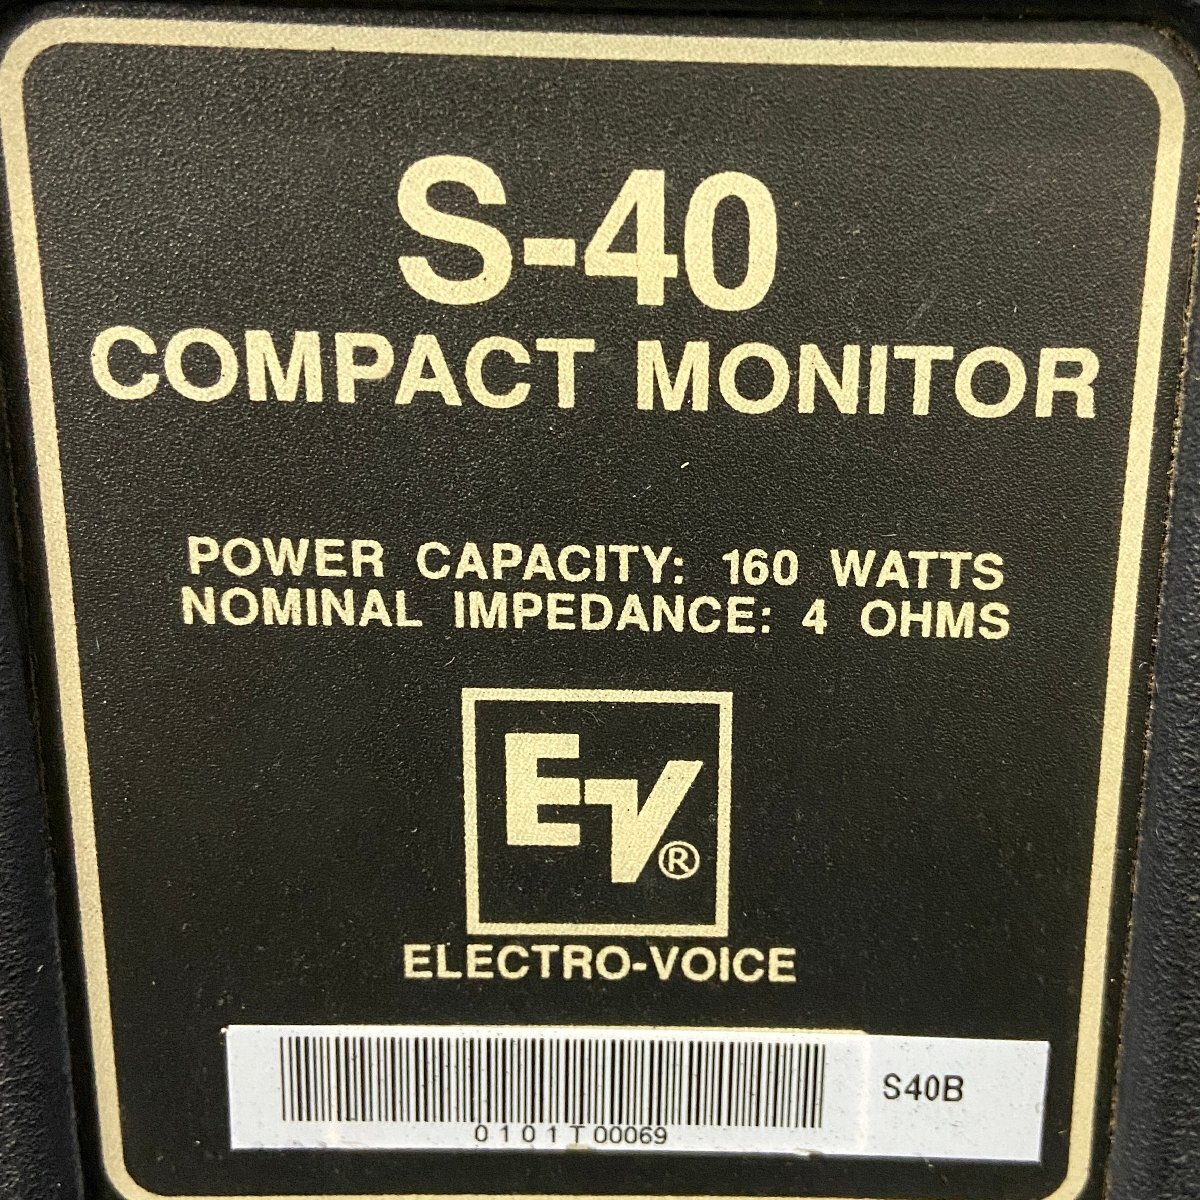 S-40
COMPACT MONITOR
POWER CAPACITY: 160 WATTS
NOMINAL IMPEDANCE: 4 OHMS
EV®
ELECTRO-VOICE
S40B
0101T00069